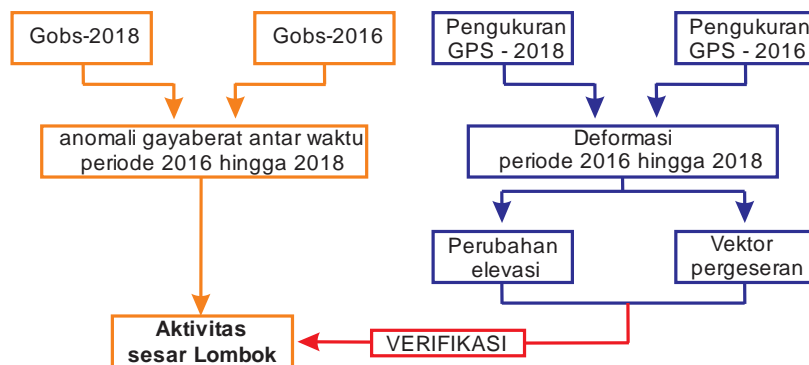 Gobs-2018
Gobs-2016
Pengukuran
GPS - 2018
Pengukuran
GPS - 2016
anomali gayaberat antar waktu
periode 2016 hingga 2018
Deformasi
periode 2016 hingga 2018
Perubahan
elevasi
Vektor
pergeseran
Aktivitas
sesar Lombok
VERIFIKASI